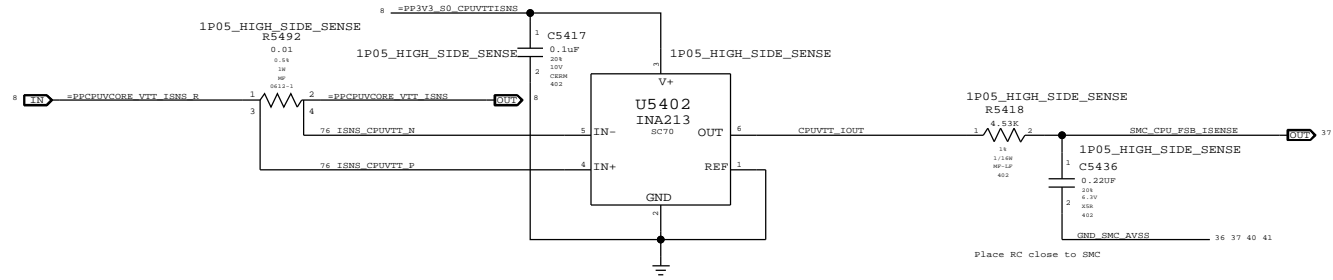 8 =PP3V3_S0_CPUVTTISNS
1P05_HIGH_SIDE_SENSE
R5492
0.01
0.5%
1W
MF
0612-1
8 IN =PPCPUVCORE_VTT_ISNS_R
1 2
3 4
=PPCPUVCORE_VTT_ISNS OUT 8
1P05_HIGH_SIDE_SENSE
1
2
C5417
0.1uF
20%
10V
CERM
402
1P05_HIGH_SIDE_SENSE
3
V+
U5402
INA213
SC70
76 ISNS_CPUVTT_N 5 IN-
76 ISNS_CPUVTT_P 4 IN+
OUT 6 CPUVTT_IOUT
REF 1
GND
2
1P05_HIGH_SIDE_SENSE
R5418
4.53K
1 2
1%
1/16W
MF-LF
402
SMC_CPU_FSB_ISENSE OUT 37
1P05_HIGH_SIDE_SENSE
1
2
C5436
0.22UF
20%
6.3V
X5R
402
GND_SMC_AVSS 36 37 40 41
Place RC close to SMC